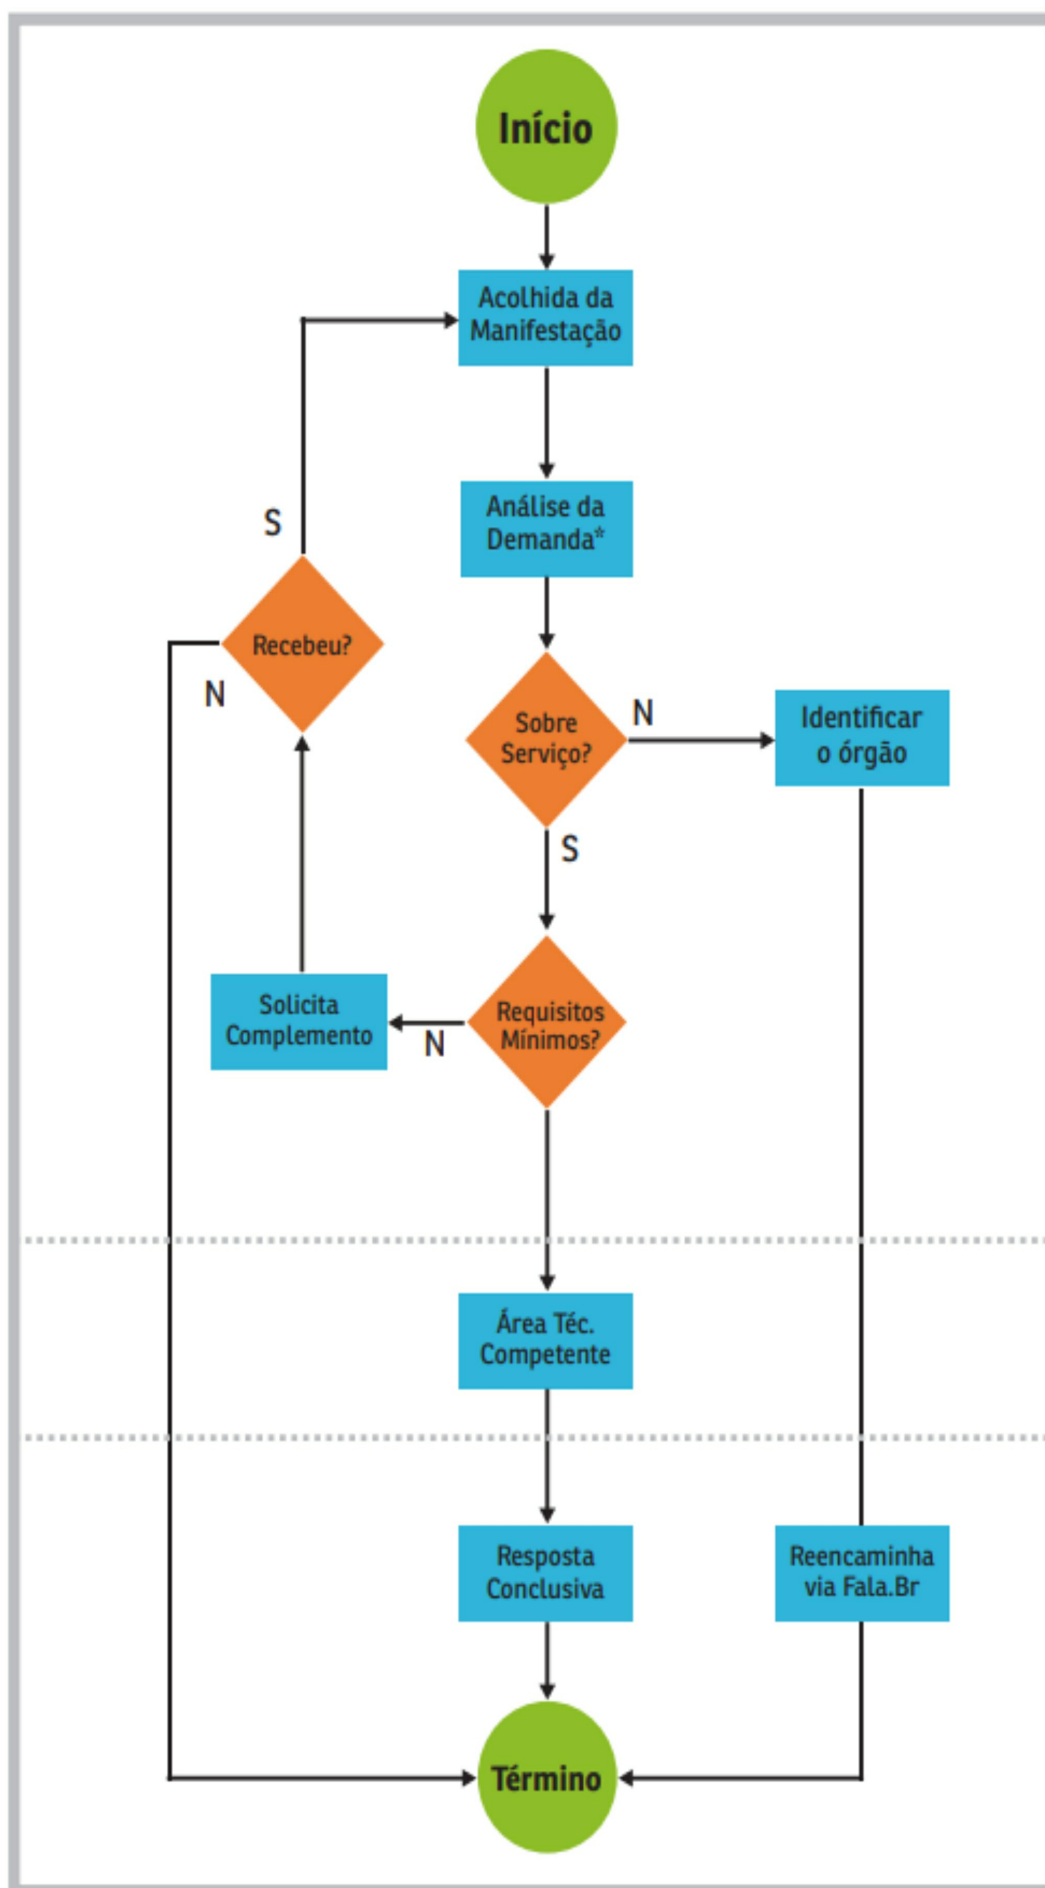 Início
Acolhida da
Manifestação
Análise da
Demanda*
S
Recebeu?
N
Sobre
Serviço?
N
Identificar
o órgão
S
Requisitos
Mínimos?
N
Solicita
Complemento
Área Téc.
Competente
Resposta
Conclusiva
Reencaminha
via Fala.Br
Término